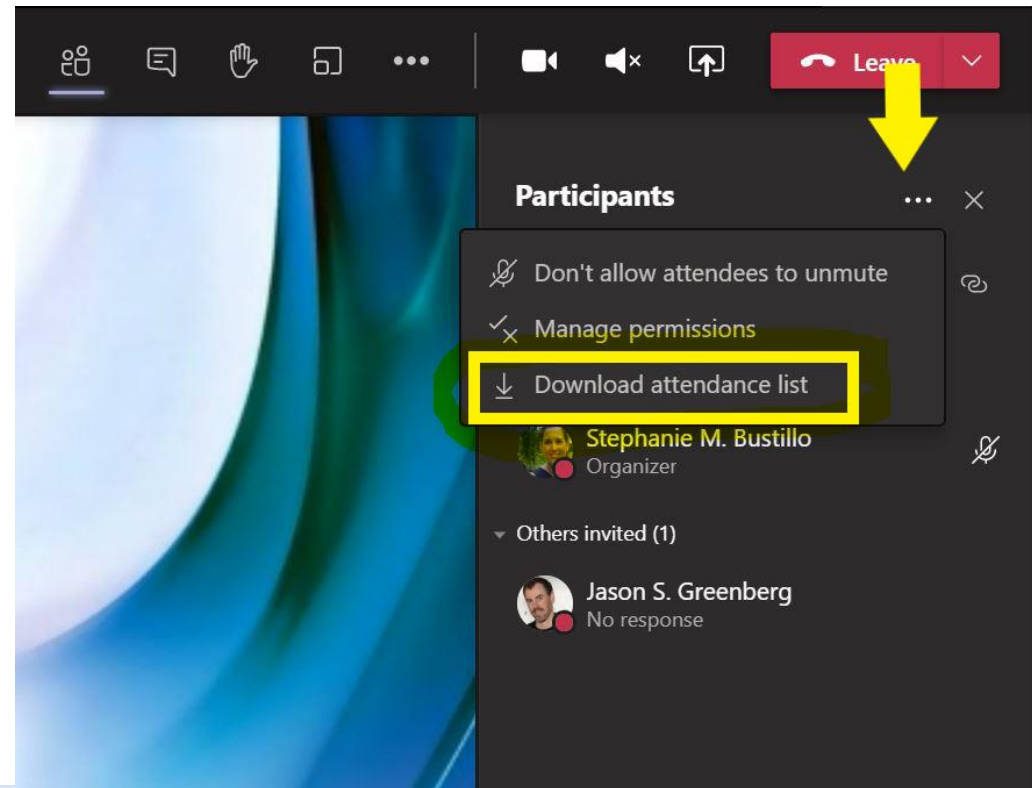 Leave
Participants
Don't allow attendees to unmute
Manage permissions
Download attendance list
Stephanie M. Bustillo
Organizer
Others invited (1)
Jason S. Greenberg
No response